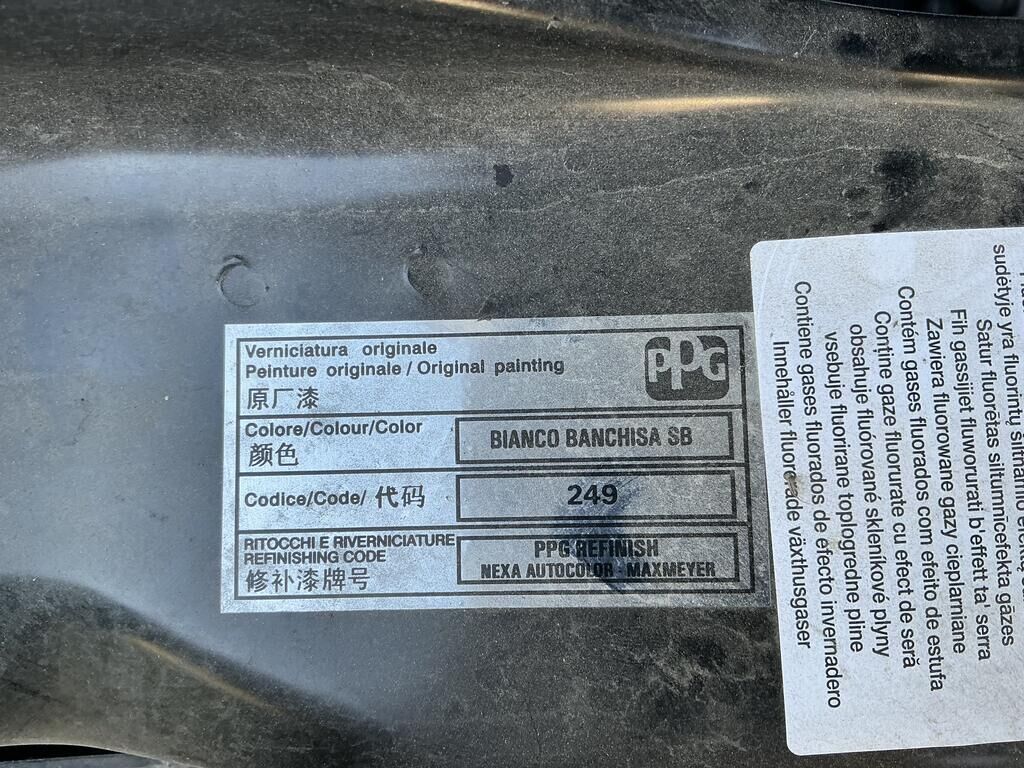 Verniciatura originale
Peinture originale / Original painting
原厂漆
PPG
Colore/Colour/Color
颜色
BIANCO BANCHISA SB
Codice/Code/ 代码
249
RITOCCHI E RIVERNICIATURE
REFINISHING CODE
修补漆牌号
PPG REFINISH
NEXA AUTOCOLOR - MAXMEYER
sudėtyje yra fluorintų šiltnamio
Satur fluorētas siltumnīcefekta gāzes
Fih gassijiet fluworurati b'effett ta' serra
Zawiera fluorowane gazy cieplarniane
Contém gases fluorados com efeito de estufa
Conţine gaze fluorurate cu efect de seră
obsahuje fluórované skleníkové plyny
vsebuje fluorirane toplogredne pline
Contiene gases fluorados de efecto invernadero
Innehåller fluorerade växthusgaser